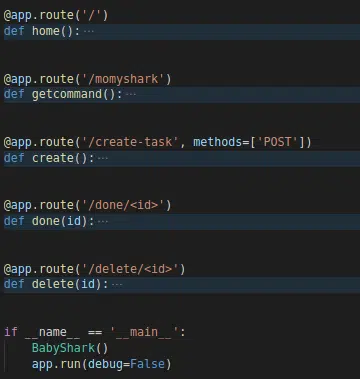 @app.route('/')
def home():···
@app.route('/momyshark')
def getcommand():···
@app.route('/create-task', methods=['POST'])
def create():···
@app.route('/done/<id>')
def done(id):···
@app.route('/delete/<id>')
def delete(id):···
if __name__ == '__main__':
    BabyShark()
    app.run(debug=False)